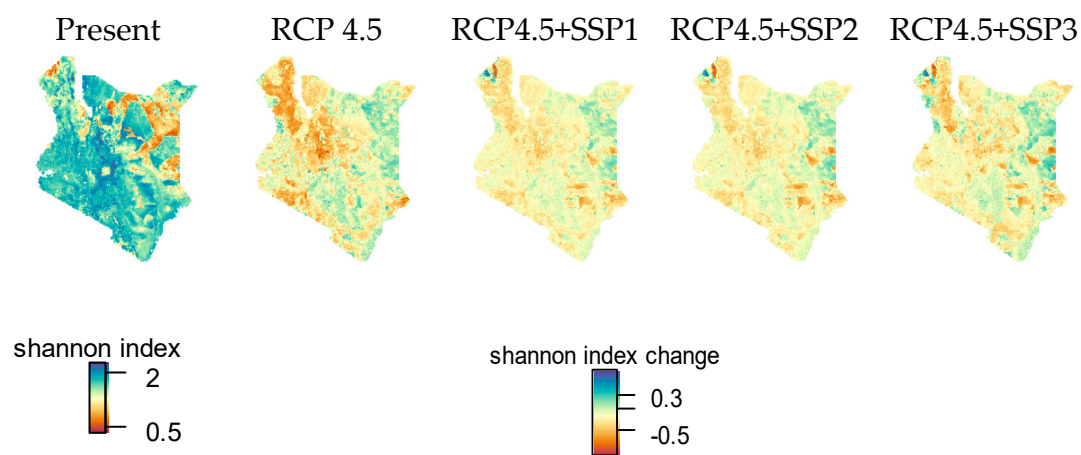 Present
RCP 4.5
RCP4.5+SSP1
RCP4.5+SSP2
RCP4.5+SSP3
shannon index
2
0.5
shannon index change
0.3
-0.5